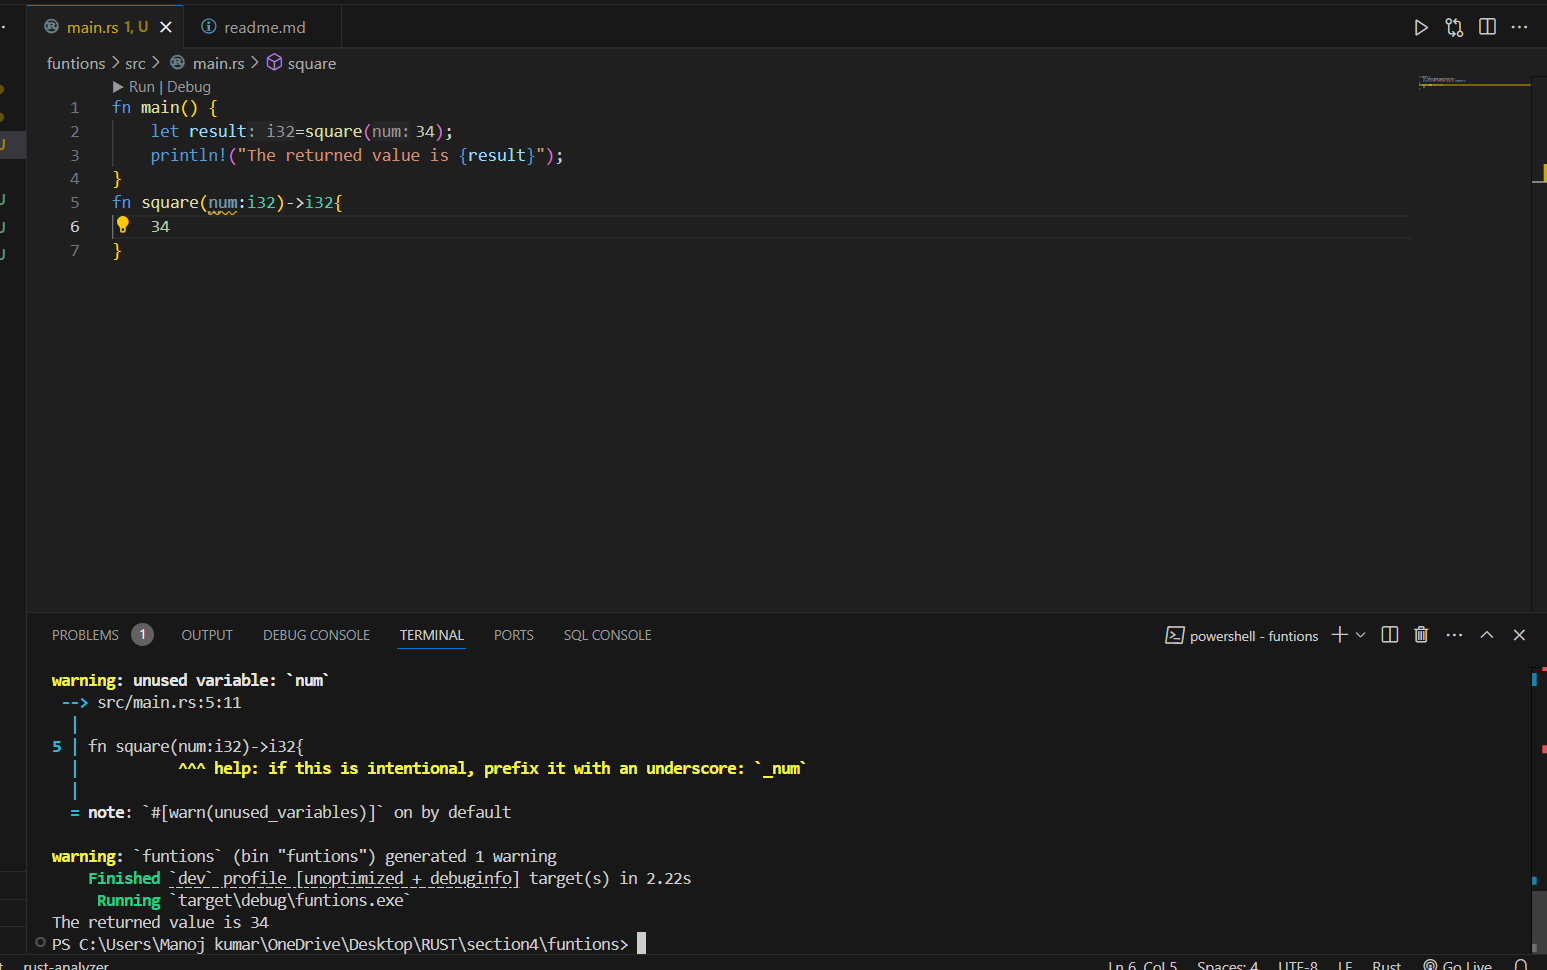 main.rs 1, U
readme.md
funtions > src > main.rs > square
Run | Debug
1 fn main() {
2 let result: i32=square(num: 34);
3 println!("The returned value is {result}");
4 }
5 fn square(num:i32)->i32{
6 34
7 }
PROBLEMS 1 OUTPUT DEBUG CONSOLE TERMINAL PORTS SQL CONSOLE
powershell - funtions
warning: unused variable: `num`
--> src/main.rs:5:11
|
5 | fn square(num:i32)->i32{
| ^^^ help: if this is intentional, prefix it with an underscore: `_num`
|
= note: `#[warn(unused_variables)]` on by default
warning: `funtions` (bin "funtions") generated 1 warning
Finished `dev` profile [unoptimized + debuginfo] target(s) in 2.22s
Running `target\debug\funtions.exe`
The returned value is 34
PS C:\Users\Manoj kumar\OneDrive\Desktop\RUST\section4\funtions>
rust-analyzer
Ln 6, Col 5 Spaces: 4 UTF-8 LF Rust Go Live